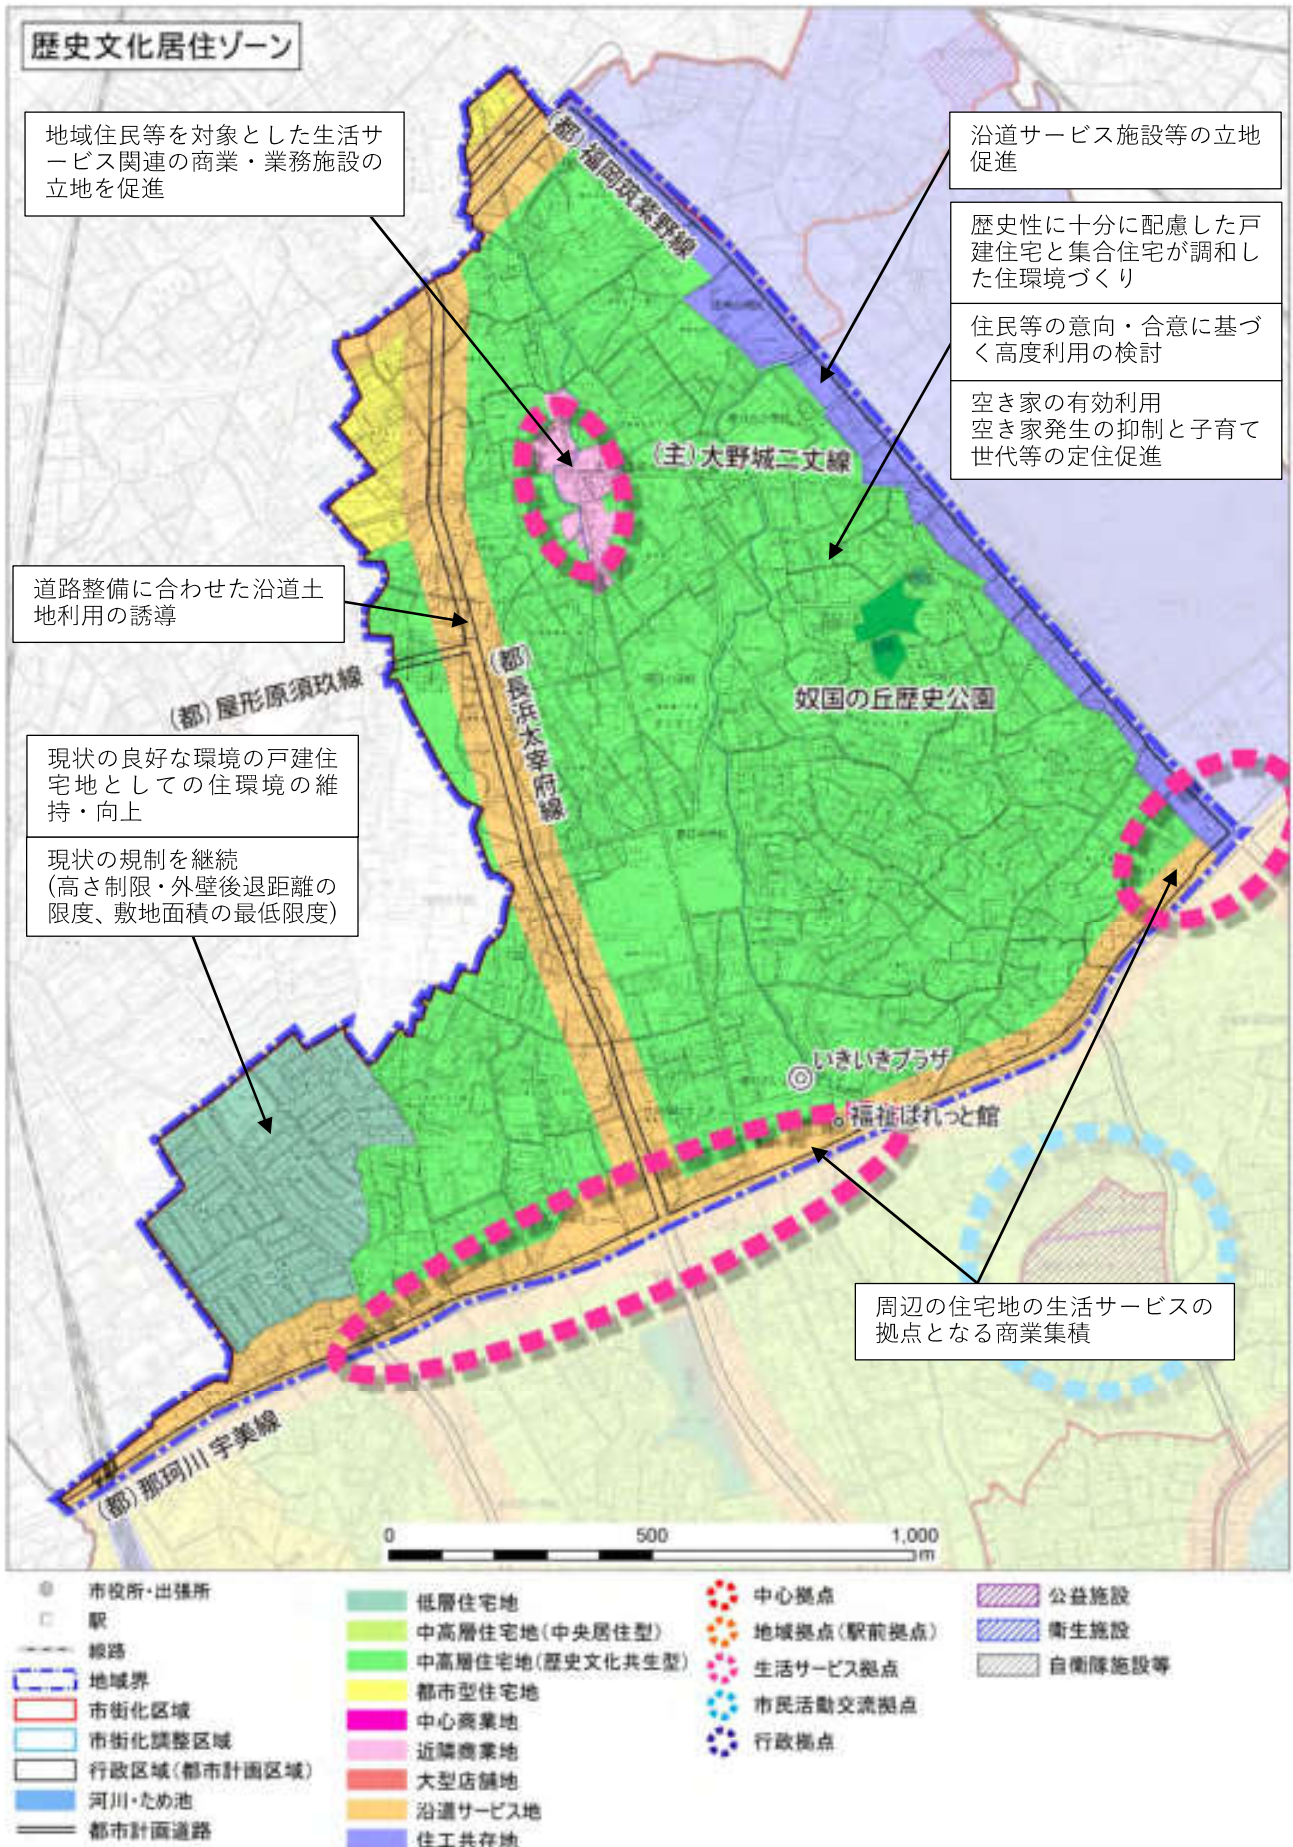 歴史文化居住ゾーン
地域住民等を対象とした生活サ
ービス関連の商業・業務施設の
立地を促進
(都)福岡筑紫野線
沿道サービス施設等の立地
促進
歴史性に十分に配慮した戸
建住宅と集合住宅が調和し
た住環境づくり
住民等の意向・合意に基づ
く高度利用の検討
空き家の有効利用
空き家発生の抑制と子育て
世代等の定住促進
(主)大野城二丈線
道路整備に合わせた沿道土
地利用の誘導
(都)屋形原須玖線
(都)長浜太宰府線
奴国の丘歴史公園
現状の良好な環境の戸建住
宅地としての住環境の維
持・向上
現状の規制を継続
(高さ制限・外壁後退距離の
限度、敷地面積の最低限度)
いきいきプラザ
福祉ぱれっと館
周辺の住宅地の生活サービスの
拠点となる商業集積
(都)那珂川宇美線
0 500 1,000
m
市役所・出張所
駅
線路
地域界
市街化区域
市街化調整区域
行政区域(都市計画区域)
河川・ため池
都市計画道路
低層住宅地
中高層住宅地(中央居住型)
中高層住宅地(歴史文化共生型)
都市型住宅地
中心商業地
近隣商業地
大型店舗地
沿道サービス地
住工共存地
中心拠点
地域拠点(駅前拠点)
生活サービス拠点
市民活動交流拠点
行政拠点
公益施設
衛生施設
自衛隊施設等